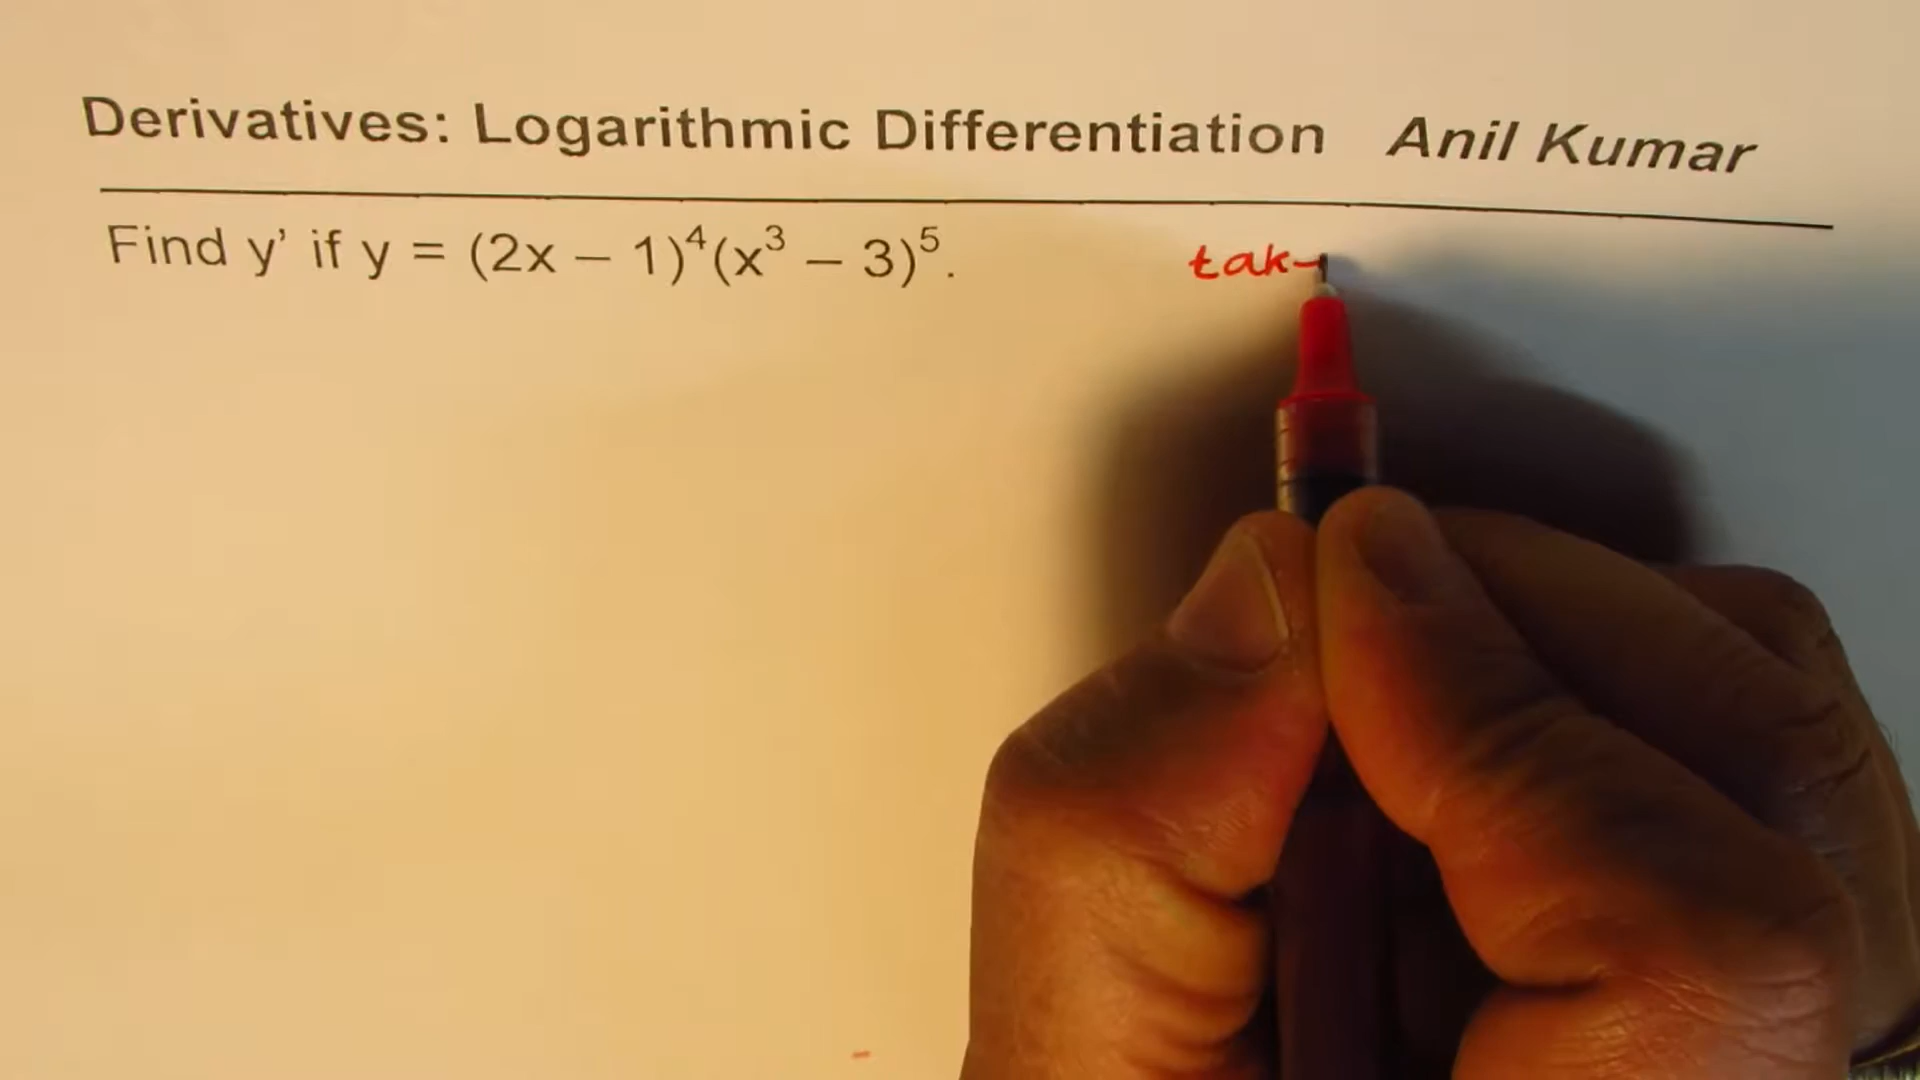 Derivatives: Logarithmic Differentiation Anil Kumar
Find y' if y = (2x – 1)⁴(x³ – 3)⁵. tak